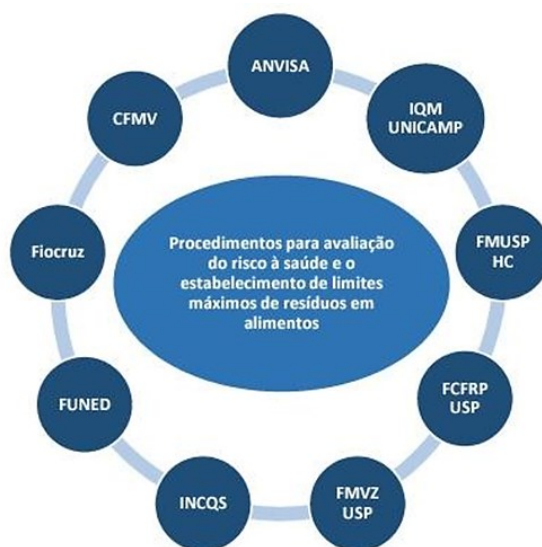 ANVISA
IQM
UNICAMP
FMUSP
HC
FCFRP
USP
FMVZ
USP
INCQS
FUNED
Fiocruz
CFMV
Procedimentos para avaliação
do risco à saúde e o
estabelecimento de limites
máximos de resíduos em
alimentos